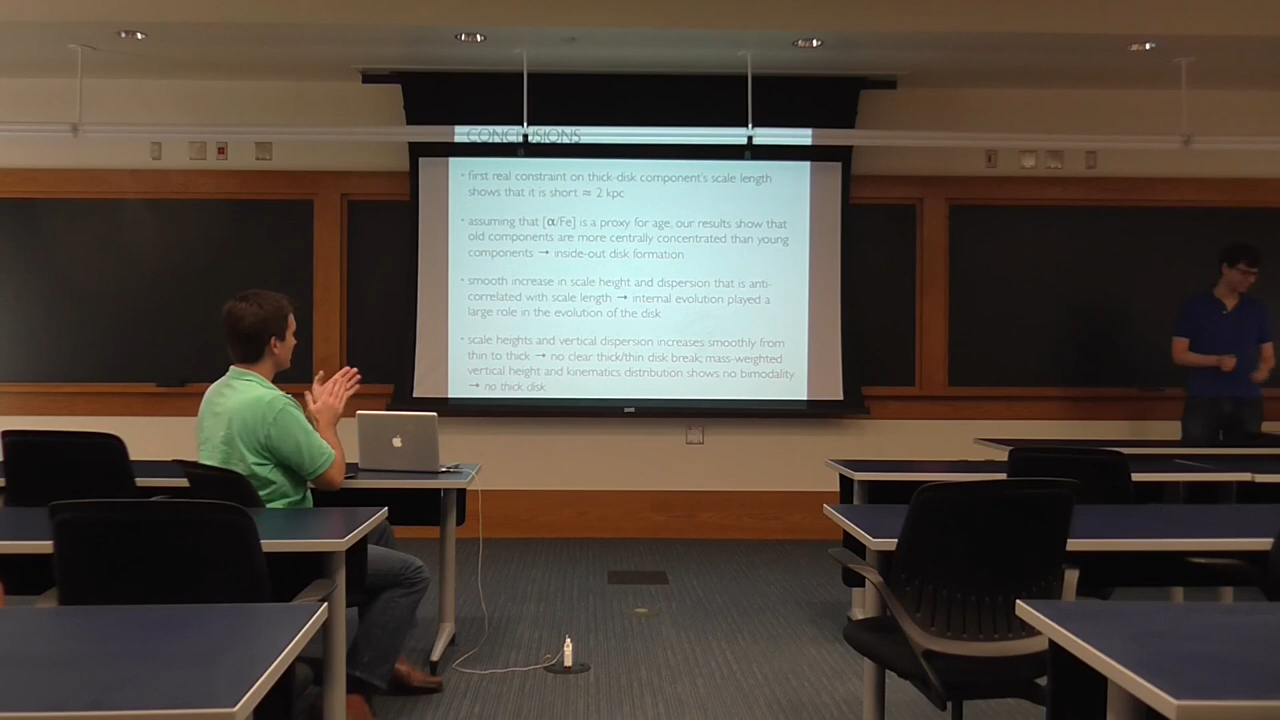 CONCLUSIONS
• first real constraint on thick-disk component's scale length
shows that it is short ≈ 2 kpc
• assuming that [α/Fe] is a proxy for age, our results show that
old components are more centrally concentrated than young
components → inside-out disk formation
• smooth increase in scale height and dispersion that is anti-
correlated with scale length → internal evolution played a
large role in the evolution of the disk
• scale heights and vertical dispersion increases smoothly from
thin to thick → no clear thick/thin disk break; mass-weighted
vertical height and kinematics distribution shows no bimodality
→ no thick disk